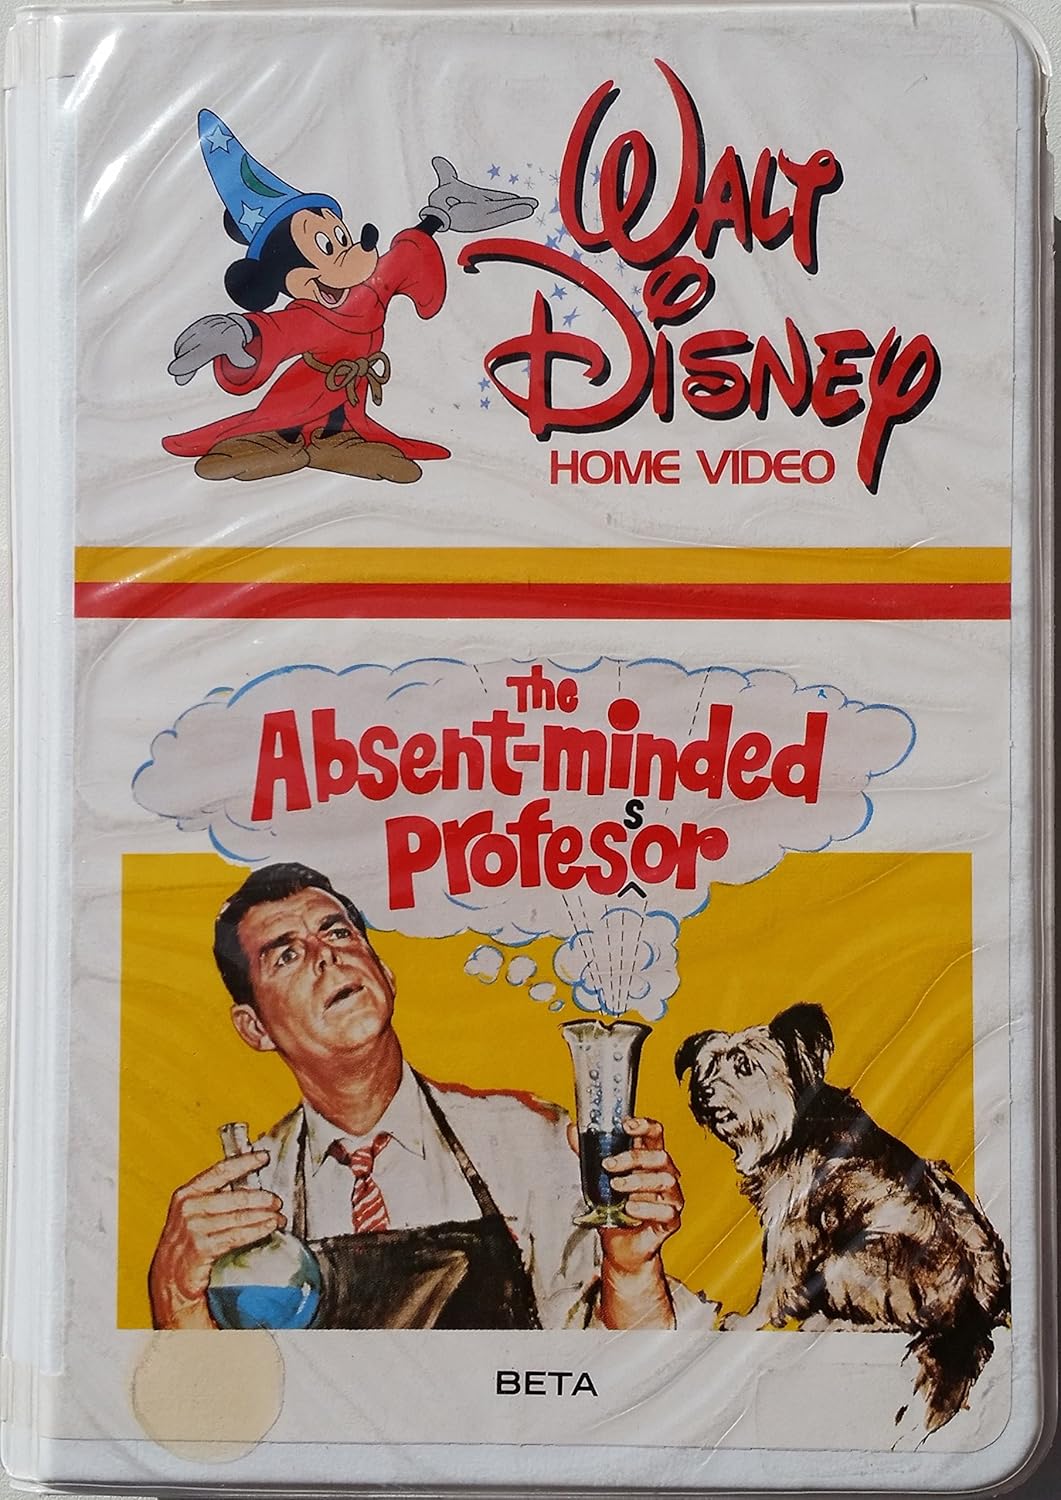 WALT
DISNEY
HOME VIDEO
The
Absent-minded
Profesor
s
^
BETA